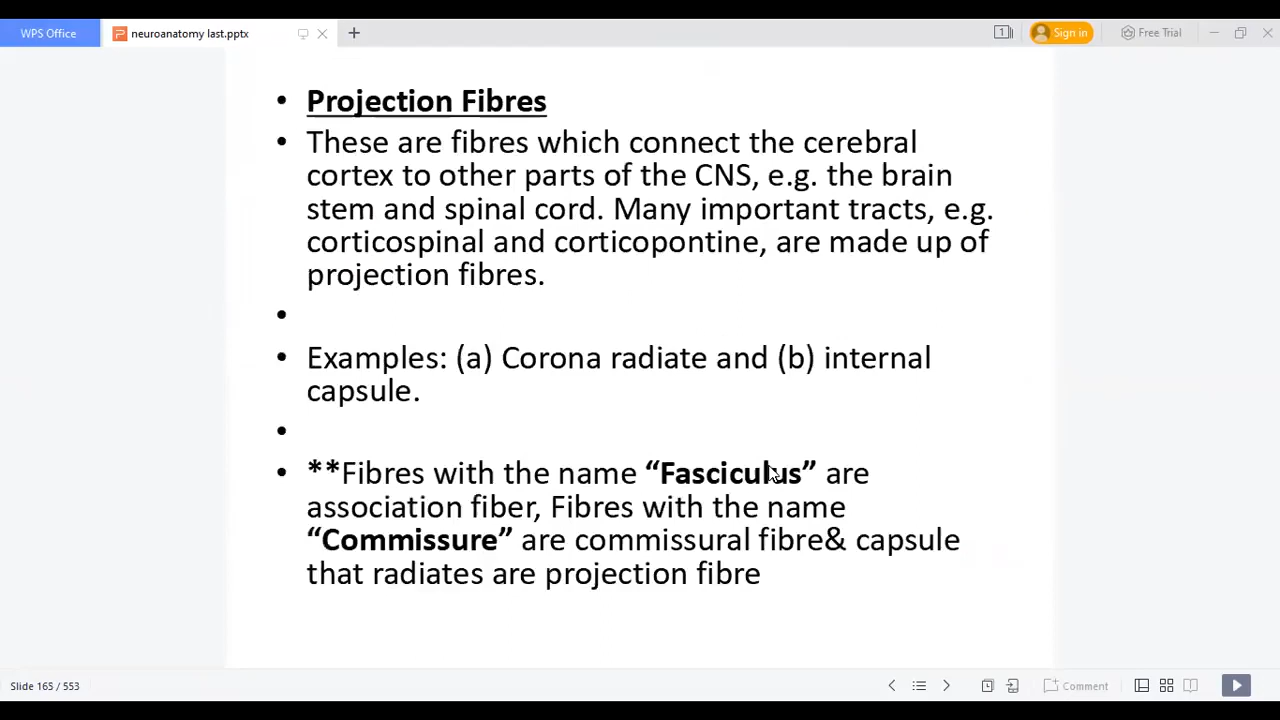 WPS Office
neuroanatomy last.pptx
1
Sign in
Free Trial
• Projection Fibres
• These are fibres which connect the cerebral
cortex to other parts of the CNS, e.g. the brain
stem and spinal cord. Many important tracts, e.g.
corticospinal and corticopontine, are made up of
projection fibres.
•
• Examples: (a) Corona radiate and (b) internal
capsule.
•
• **Fibres with the name “Fasciculus” are
association fiber, Fibres with the name
“Commissure” are commissural fibre& capsule
that radiates are projection fibre
Slide 165 / 553
Comment